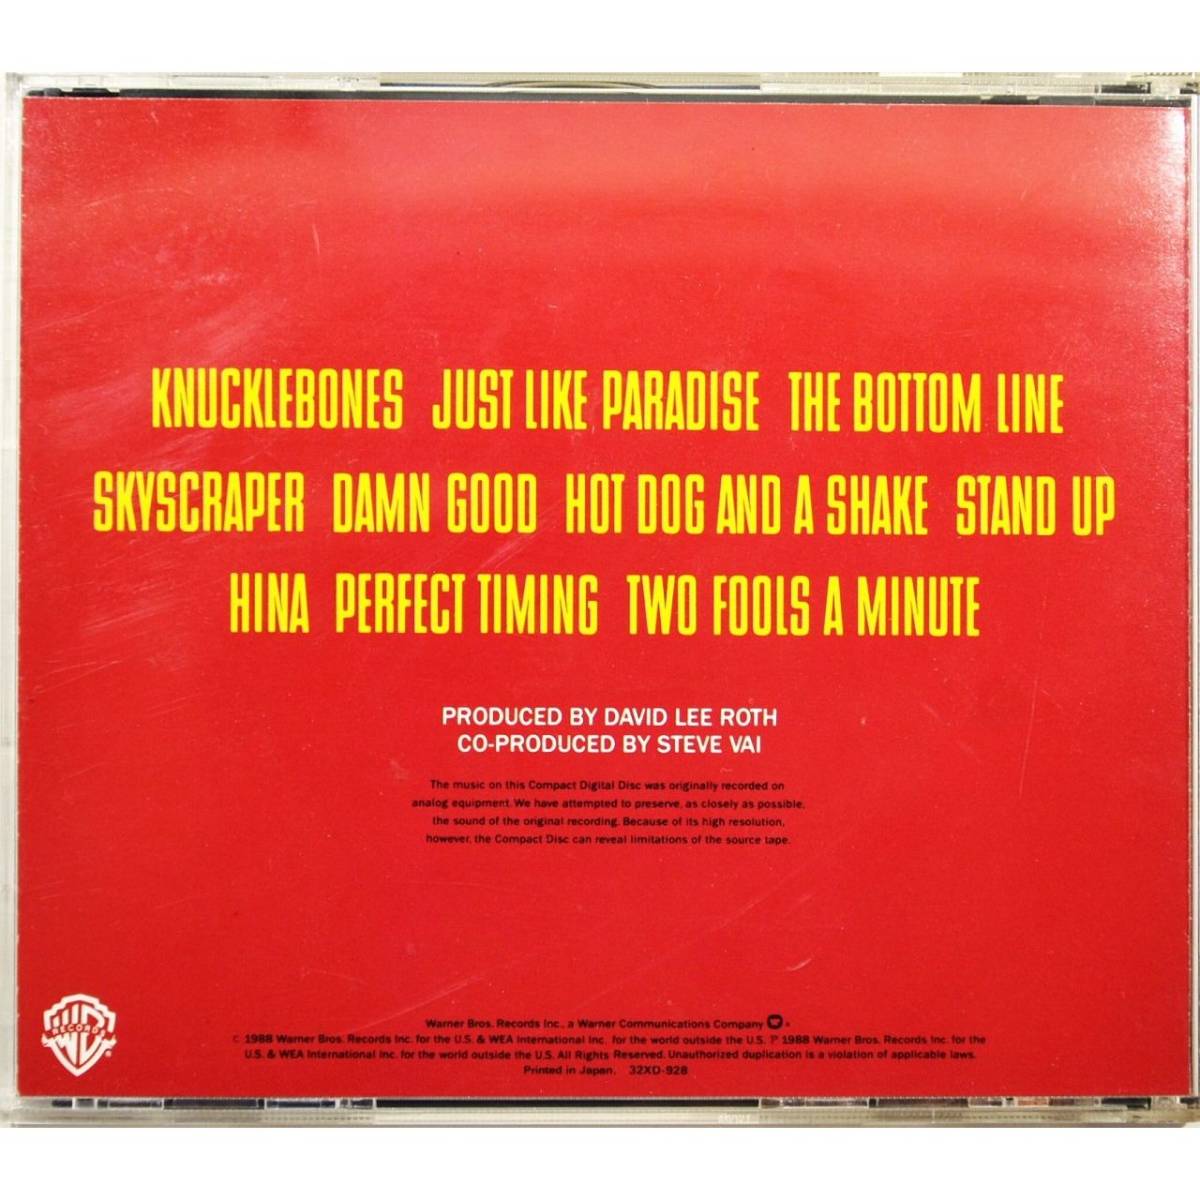 KNUCKLEBONES JUST LIKE PARADISE THE BOTTOM LINE
SKYSCRAPER DAMN GOOD HOT DOG AND A SHAKE STAND UP
HINA PERFECT TIMING TWO FOOLS A MINUTE
PRODUCED BY DAVID LEE ROTH
CO-PRODUCED BY STEVE VAI
The music on this Compact Digital Disc was originally recorded on
analog equipment. We have attempted to preserve, as closely as possible,
the sound of the original recording. Because of its high resolution,
however, the Compact Disc can reveal limitations of the source tape.
RECORDS
Warner Bros. Records Inc., a Warner Communications Company
© 1988 Warner Bros. Records Inc. for the U.S. & WEA International Inc. for the world outside the U.S. ℗ 1988 Warner Bros. Records Inc. for the
U.S. & WEA International Inc. for the world outside the U.S. All Rights Reserved. Unauthorized duplication is a violation of applicable laws.
Printed in Japan. 32XD-928